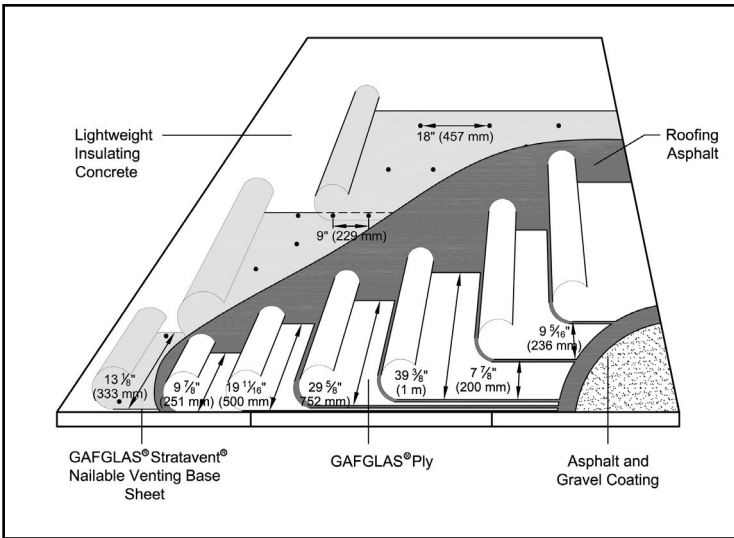 18" (457 mm)
Lightweight
Insulating
Concrete
Roofing
Asphalt
9" (229 mm)
9 5⁄16"
(236 mm)
13 1⁄8"
(333 mm)
9 7⁄8"
(251 mm)
19 11⁄16"
(500 mm)
29 5⁄8"
752 mm)
39 3⁄8"
(1 m)
7 7⁄8"
(200 mm)
GAFGLAS® Stratavent®
Nailable Venting Base
Sheet
GAFGLAS® Ply
Asphalt and
Gravel Coating